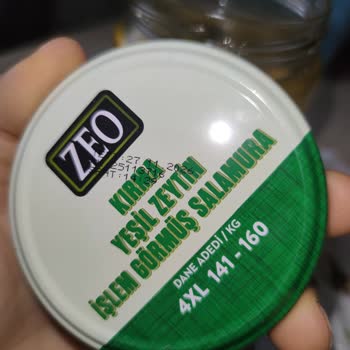 ZEO
KIRMA
YEŞİL ZEYTİN
İŞLEM GÖRMÜŞ SALAMURA
DANE ADEDİ / KG
4XL 141 - 160